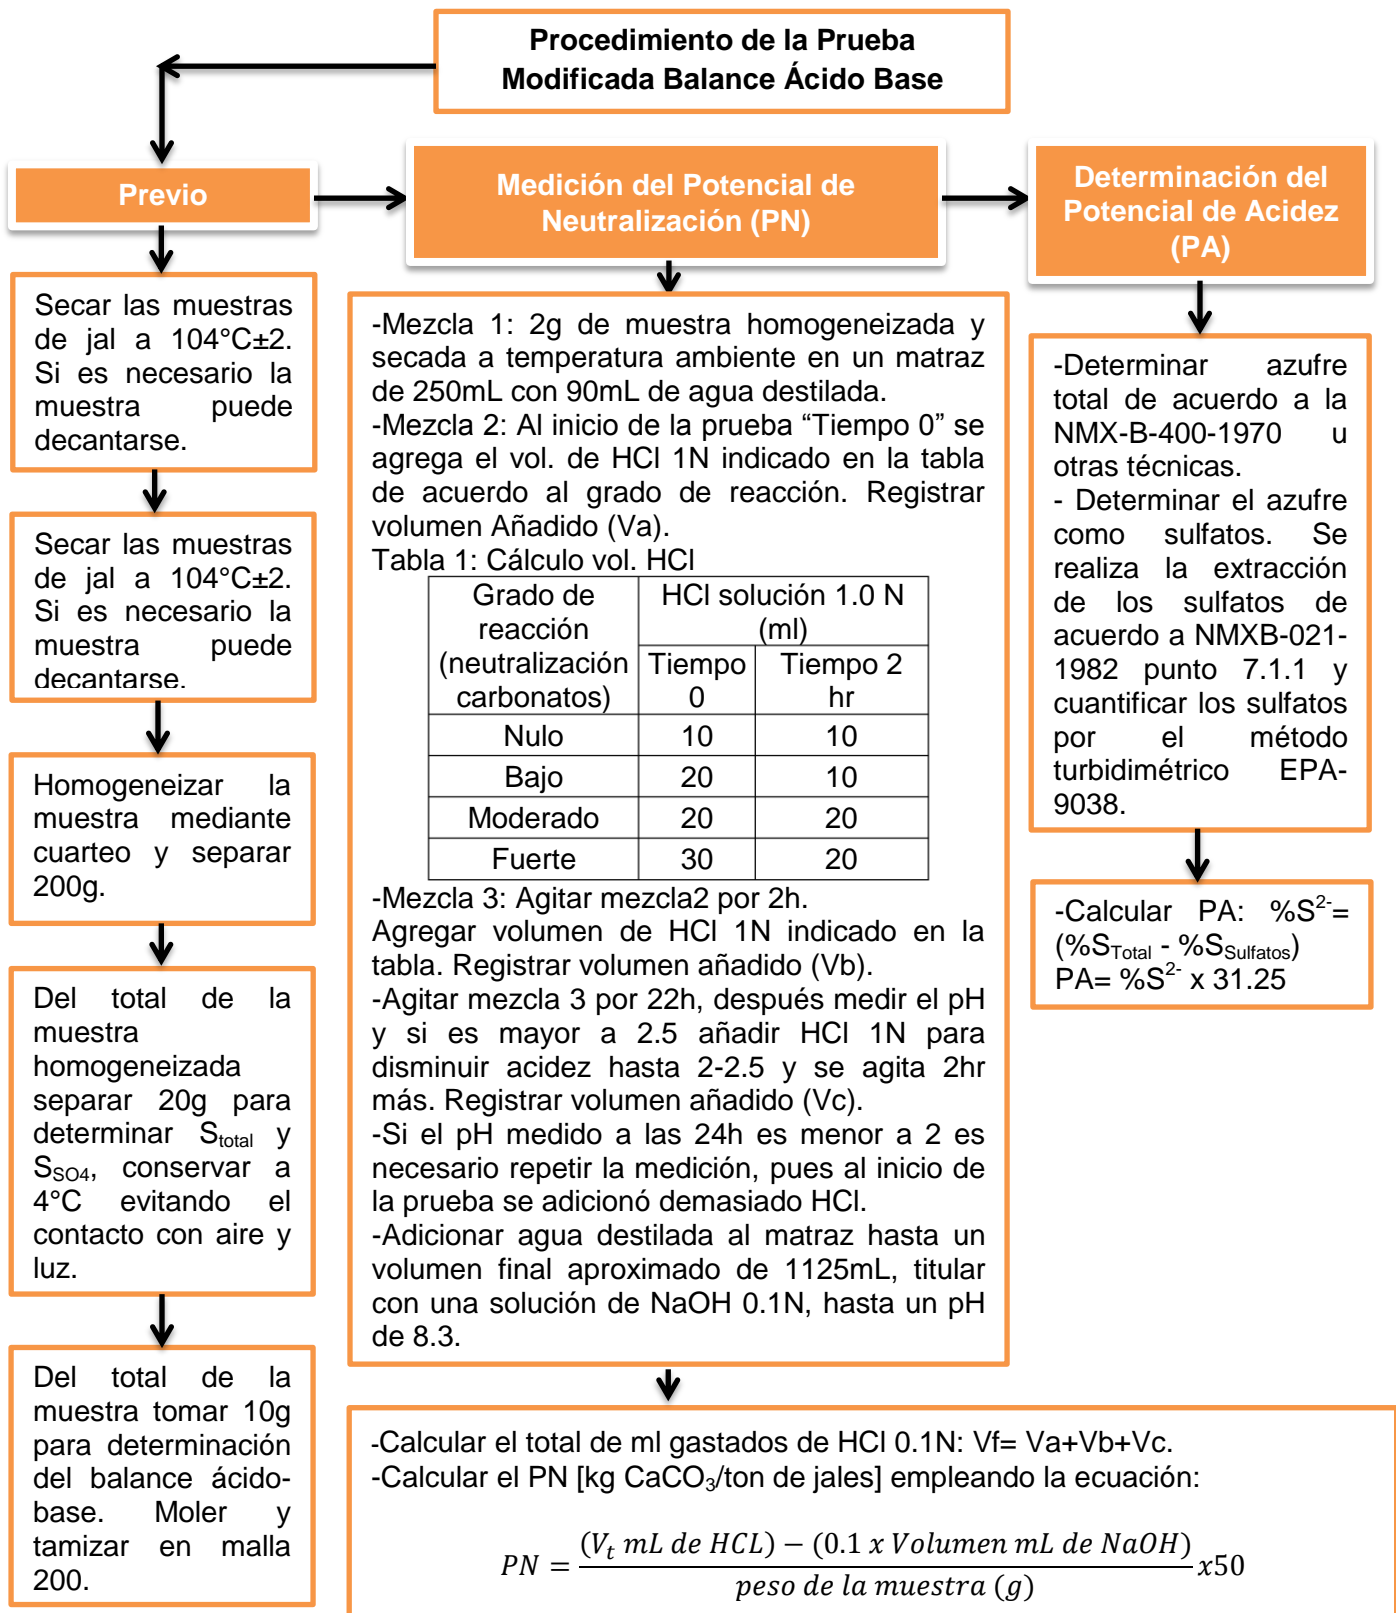 Procedimiento de la Prueba
Modificada Balance Ácido Base
Previo
Secar las muestras
de jal a 104°C±2.
Si es necesario la
muestra puede
decantarse.
Secar las muestras
de jal a 104°C±2.
Si es necesario la
muestra puede
decantarse.
Homogeneizar la
muestra mediante
cuarteo y separar
200g.
Del total de la
muestra
homogeneizada
separar 20g para
determinar S_total y
S_SO4, conservar a
4°C evitando el
contacto con aire y
luz.
Del total de la
muestra tomar 10g
para determinación
del balance ácido-
base. Moler y
tamizar en malla
200.
Medición del Potencial de
Neutralización (PN)
-Mezcla 1: 2g de muestra homogeneizada y
secada a temperatura ambiente en un matraz
de 250mL con 90mL de agua destilada.
-Mezcla 2: Al inicio de la prueba “Tiempo 0” se
agrega el vol. de HCl 1N indicado en la tabla
de acuerdo al grado de reacción. Registrar
volumen Añadido (Va).
Tabla 1: Cálculo vol. HCl
Grado de
reacción
(neutralización
carbonatos)
HCl solución 1.0 N
(ml)
Tiempo
0
Tiempo 2
hr
Nulo 10 10
Bajo 20 10
Moderado 20 20
Fuerte 30 20
-Mezcla 3: Agitar mezcla2 por 2h.
Agregar volumen de HCl 1N indicado en la
tabla. Registrar volumen añadido (Vb).
-Agitar mezcla 3 por 22h, después medir el pH
y si es mayor a 2.5 añadir HCl 1N para
disminuir acidez hasta 2-2.5 y se agita 2hr
más. Registrar volumen añadido (Vc).
-Si el pH medido a las 24h es menor a 2 es
necesario repetir la medición, pues al inicio de
la prueba se adicionó demasiado HCl.
-Adicionar agua destilada al matraz hasta un
volumen final aproximado de 1125mL, titular
con una solución de NaOH 0.1N, hasta un pH
de 8.3.
-Calcular el total de ml gastados de HCl 0.1N: Vf= Va+Vb+Vc.
-Calcular el PN [kg CaCO₃/ton de jales] empleando la ecuación:
PN = (V_t mL de HCL) − (0.1 x Volumen mL de NaOH) / peso de la muestra (g) x50
Determinación del
Potencial de Acidez
(PA)
-Determinar azufre
total de acuerdo a la
NMX-B-400-1970 u
otras técnicas.
- Determinar el azufre
como sulfatos. Se
realiza la extracción
de los sulfatos de
acuerdo a NMXB-021-
1982 punto 7.1.1 y
cuantificar los sulfatos
por el método
turbidimétrico EPA-
9038.
-Calcular PA: %S²⁻=
(%S_Total - %S_Sulfatos)
PA= %S²⁻ x 31.25